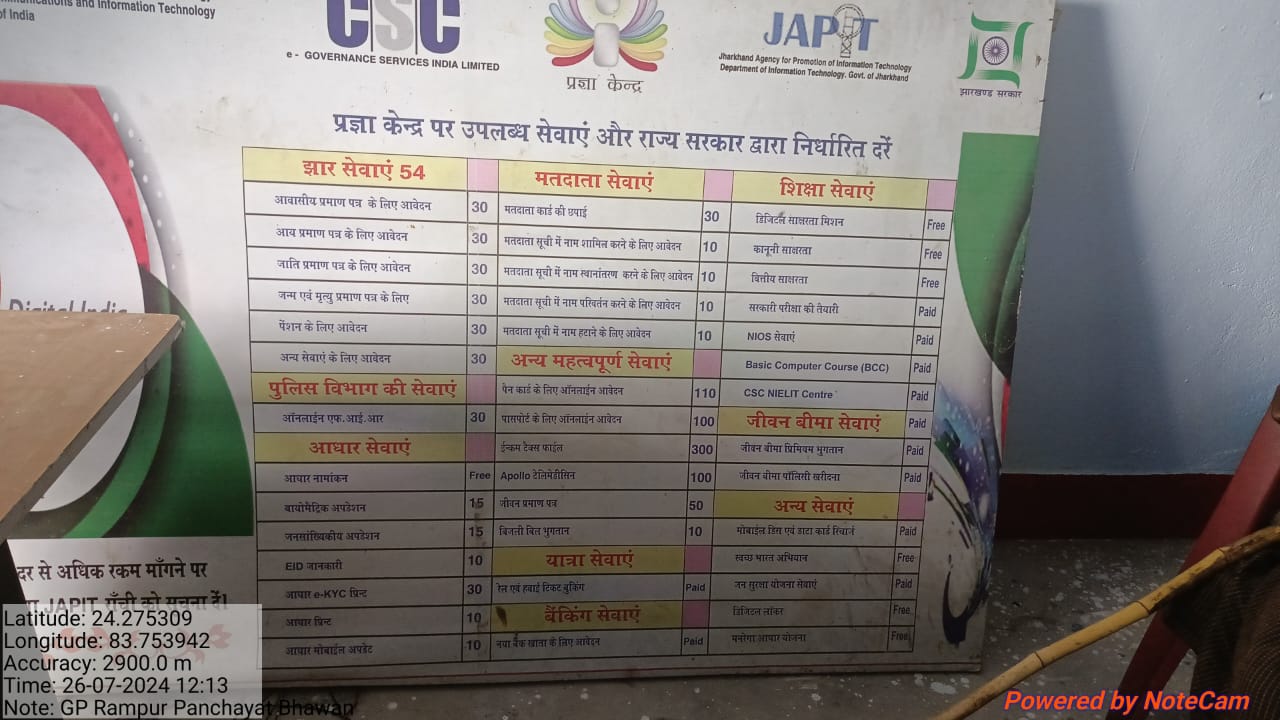 Communications and Information Technology
of India
CSC
e - GOVERNANCE SERVICES INDIA LIMITED
प्रज्ञा केन्द्र
JAPIT
Jharkhand Agency for Promotion of Information Technology
Department of Information Technology. Govt. of Jharkhand
झारखण्ड सरकार
प्रज्ञा केन्द्र पर उपलब्ध सेवाएं और राज्य सरकार द्वारा निर्धारित दरें
झार सेवाएं 54
आवासीय प्रमाण पत्र के लिए आवेदन 30
आय प्रमाण पत्र के लिए आवेदन 30
जाति प्रमाण पत्र के लिए आवेदन 30
जन्म एवं मृत्यु प्रमाण पत्र के लिए 30
पेंशन के लिए आवेदन 30
अन्य सेवाएं के लिए आवेदन 30
पुलिस विभाग की सेवाएं
ऑनलाईन एफ.आई.आर 30
आधार सेवाएं
आधार नामांकन Free
बायोमैट्रिक अपडेशन 15
जनसांख्यिकीय अपडेशन 15
EID जानकारी 10
आधार e-KYC प्रिन्ट 30
आधार प्रिन्ट 10
आधार मोबाईल अपडेट 10
मतदाता सेवाएं
मतदाता कार्ड की छपाई 30
मतदाता सूची में नाम शामिल करने के लिए आवेदन 10
मतदाता सूची में नाम स्थानांतरण करने के लिए आवेदन 10
मतदाता सूची में नाम परिवर्तन करने के लिए आवेदन 10
मतदाता सूची में नाम हटाने के लिए आवेदन 10
अन्य महत्वपूर्ण सेवाएं
पैन कार्ड के लिए ऑनलाईन आवेदन 110
पासपोर्ट के लिए ऑनलाईन आवेदन 100
ईन्कम टैक्स फाईल 300
Apollo टेलिमेडीसिन 100
जीवन प्रमाण पत्र 50
बिजली बिल भुगतान 10
यात्रा सेवाएं
रेल एवं हवाई टिकट बुकिंग Paid
बैंकिंग सेवाएं
नया बैंक खाता के लिए आवेदन Paid
शिक्षा सेवाएं
डिजिटल साक्षरता मिशन Free
कानूनी साक्षरता Free
वित्तीय साक्षरता Free
सरकारी परीक्षा की तैयारी Paid
NIOS सेवाएं Paid
Basic Computer Course (BCC) Paid
CSC NIELIT Centre Paid
जीवन बीमा सेवाएं Paid
जीवन बीमा प्रिमियम भुगतान Paid
जीवन बीमा पॉलिसी खरीदना Paid
अन्य सेवाएं
मोबाईल डिस एवं डाटा कार्ड रिचार्ज Paid
स्वच्छ भारत अभियान Free
जन सुरक्षा योजना सेवाएं Paid
डिजिटल लॉकर Free
मनरेगा आधार योजना Free
Digital India
दर से अधिक रकम माँगने पर
JAPIT राँची को सूचना दें!
Latitude: 24.275309
Longitude: 83.753942
Accuracy: 2900.0 m
Time: 26-07-2024 12:13
Note: GP Rampur Panchayat Bhawan
Powered by NoteCam